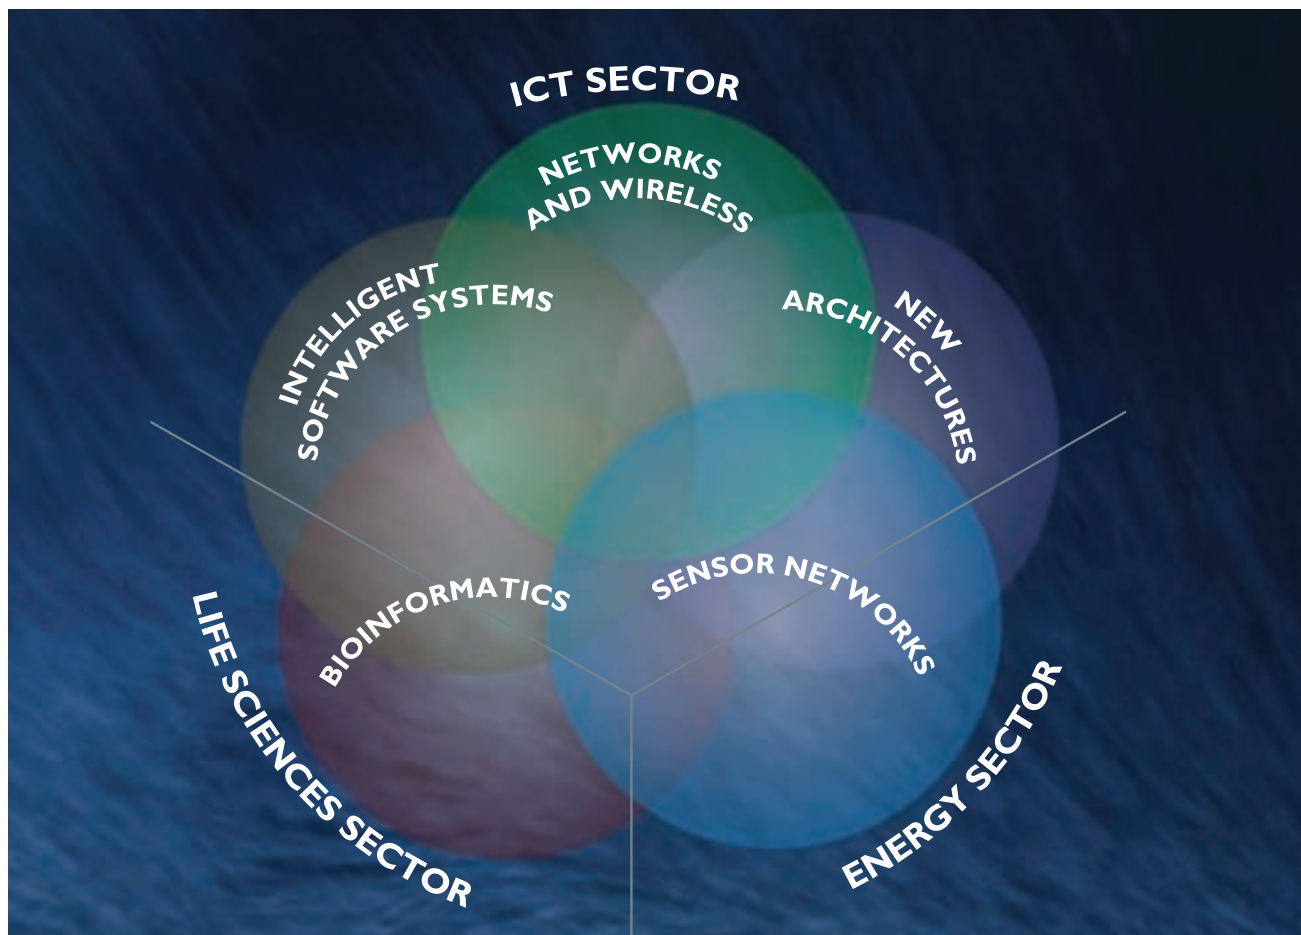 ICT SECTOR
NETWORKS
AND WIRELESS
INTELLIGENT
SOFTWARE SYSTEMS
NEW
ARCHITECTURES
BIOINFORMATICS
SENSOR NETWORKS
LIFE SCIENCES SECTOR
ENERGY SECTOR